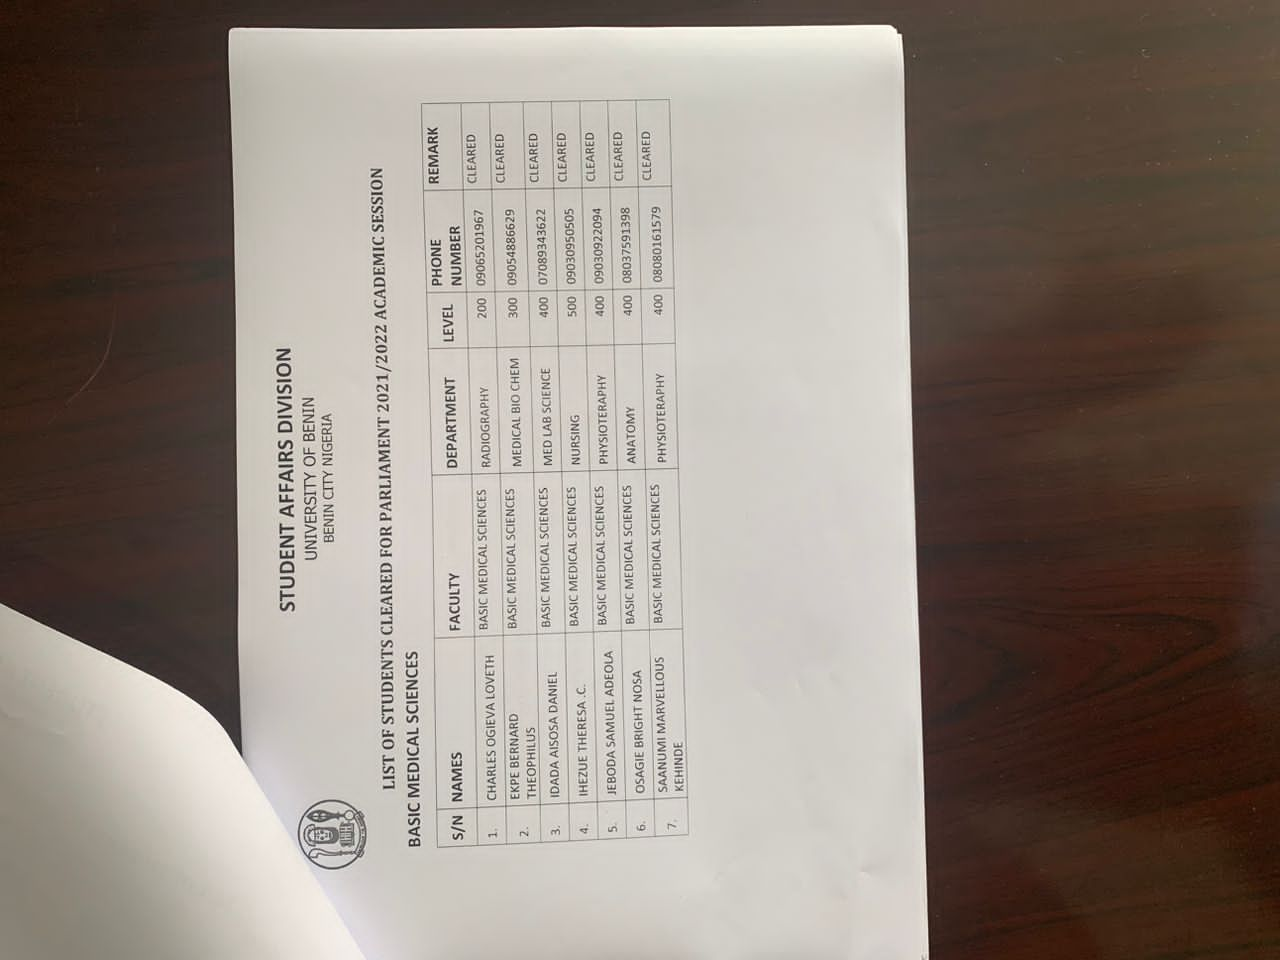 STUDENT AFFAIRS DIVISION
UNIVERSITY OF BENIN
BENIN CITY NIGERIA
LIST OF STUDENTS CLEARED FOR PARLIAMENT 2021/2022 ACADEMIC SESSION
BASIC MEDICAL SCIENCES
S/N NAMES FACULTY DEPARTMENT LEVEL PHONE NUMBER REMARK
1. CHARLES OGIEVA LOVETH BASIC MEDICAL SCIENCES RADIOGRAPHY 200 09065201967 CLEARED
2. EKPE BERNARD THEOPHILUS BASIC MEDICAL SCIENCES MEDICAL BIO CHEM 300 09054886629 CLEARED
3. IDADA AISOSA DANIEL BASIC MEDICAL SCIENCES MED LAB SCIENCE 400 07089343622 CLEARED
4. IHEZUE THERESA .C. BASIC MEDICAL SCIENCES NURSING 500 09030950505 CLEARED
5. JEBODA SAMUEL ADEOLA BASIC MEDICAL SCIENCES PHYSIOTERAPHY 400 09030922094 CLEARED
6. OSAGIE BRIGHT NOSA BASIC MEDICAL SCIENCES ANATOMY 400 08037591398 CLEARED
7. SAANUMI MARVELLOUS KEHINDE BASIC MEDICAL SCIENCES PHYSIOTERAPHY 400 08080161579 CLEARED